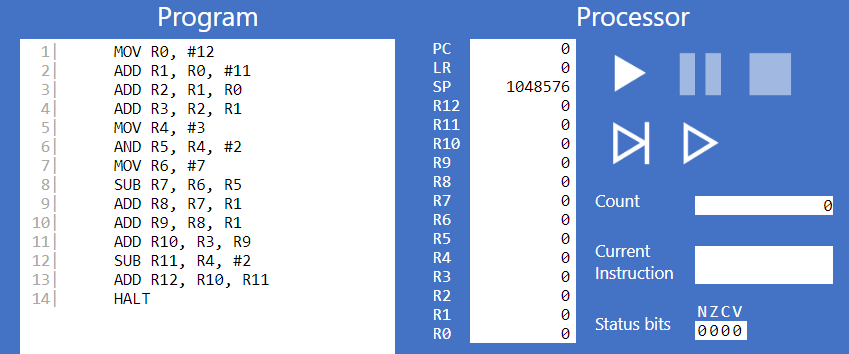 Program
1| MOV R0, #12
2| ADD R1, R0, #11
3| ADD R2, R1, R0
4| ADD R3, R2, R1
5| MOV R4, #3
6| AND R5, R4, #2
7| MOV R6, #7
8| SUB R7, R6, R5
9| ADD R8, R7, R1
10| ADD R9, R8, R1
11| ADD R10, R3, R9
12| SUB R11, R4, #2
13| ADD R12, R10, R11
14| HALT
Processor
PC 0
LR 0
SP 1048576
R12 0
R11 0
R10 0
R9 0
R8 0
R7 0
R6 0
R5 0
R4 0
R3 0
R2 0
R1 0
R0 0
Count 0
Current
Instruction
NZCV
Status bits 0000